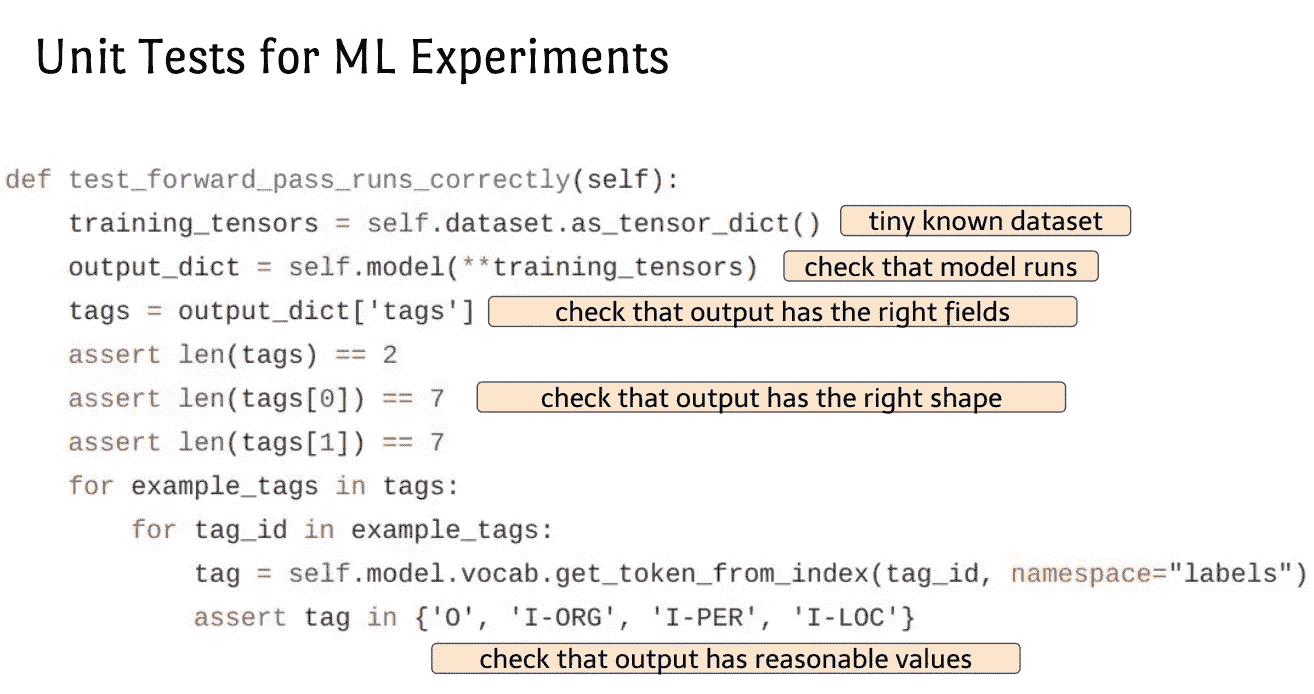 Unit Tests for ML Experiments
def test_forward_pass_runs_correctly(self):
training_tensors = self.dataset.as_tensor_dict() tiny known dataset
output_dict = self.model(**training_tensors) check that model runs
tags = output_dict['tags'] check that output has the right fields
assert len(tags) == 2
assert len(tags[0]) == 7 check that output has the right shape
assert len(tags[1]) == 7
for example_tags in tags:
for tag_id in example_tags:
tag = self.model.vocab.get_token_from_index(tag_id, namespace="labels")
assert tag in {'O', 'I-ORG', 'I-PER', 'I-LOC'}
check that output has reasonable values